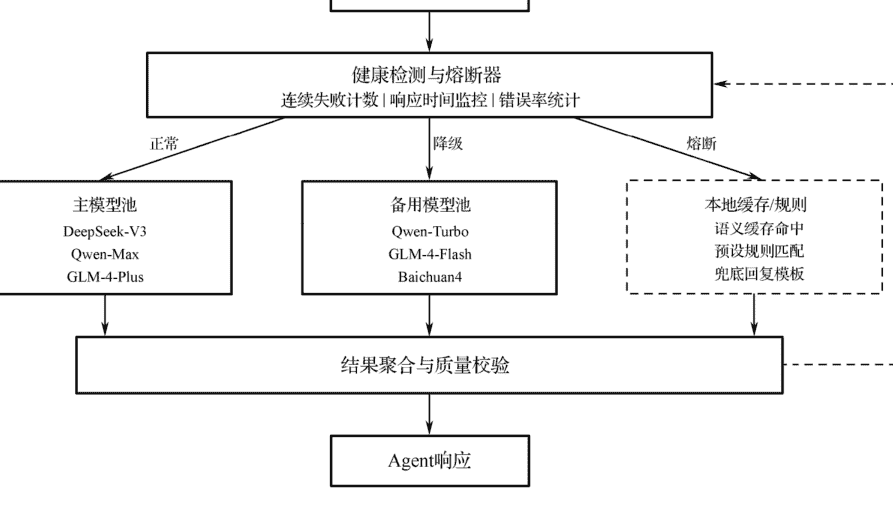 健康检测与熔断器
连续失败计数 | 响应时间监控 | 错误率统计
正常
降级
熔断
主模型池
DeepSeek-V3
Qwen-Max
GLM-4-Plus
备用模型池
Qwen-Turbo
GLM-4-Flash
Baichuan4
本地缓存/规则
语义缓存命中
预设规则匹配
兜底回复模板
结果聚合与质量校验
Agent响应